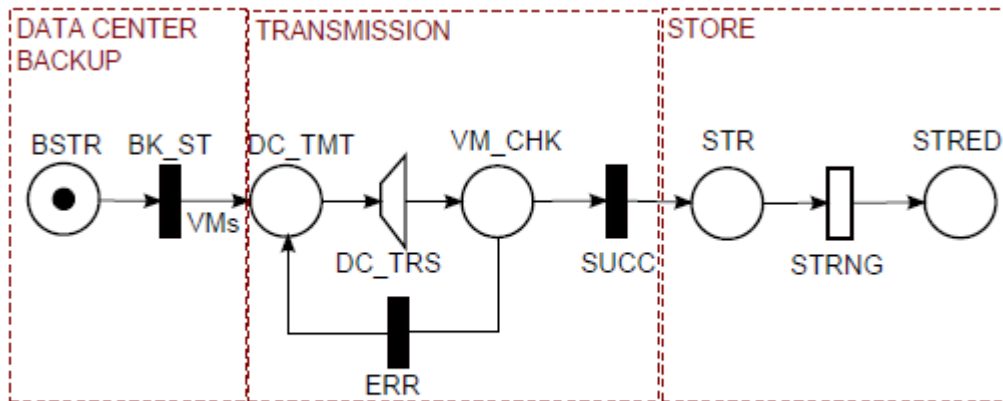 DATA CENTER
BACKUP
TRANSMISSION
STORE
BSTR
BK_ST
DC_TMT
VM_CHK
STR
STRED
VMs
DC_TRS
SUCC
STRNG
ERR